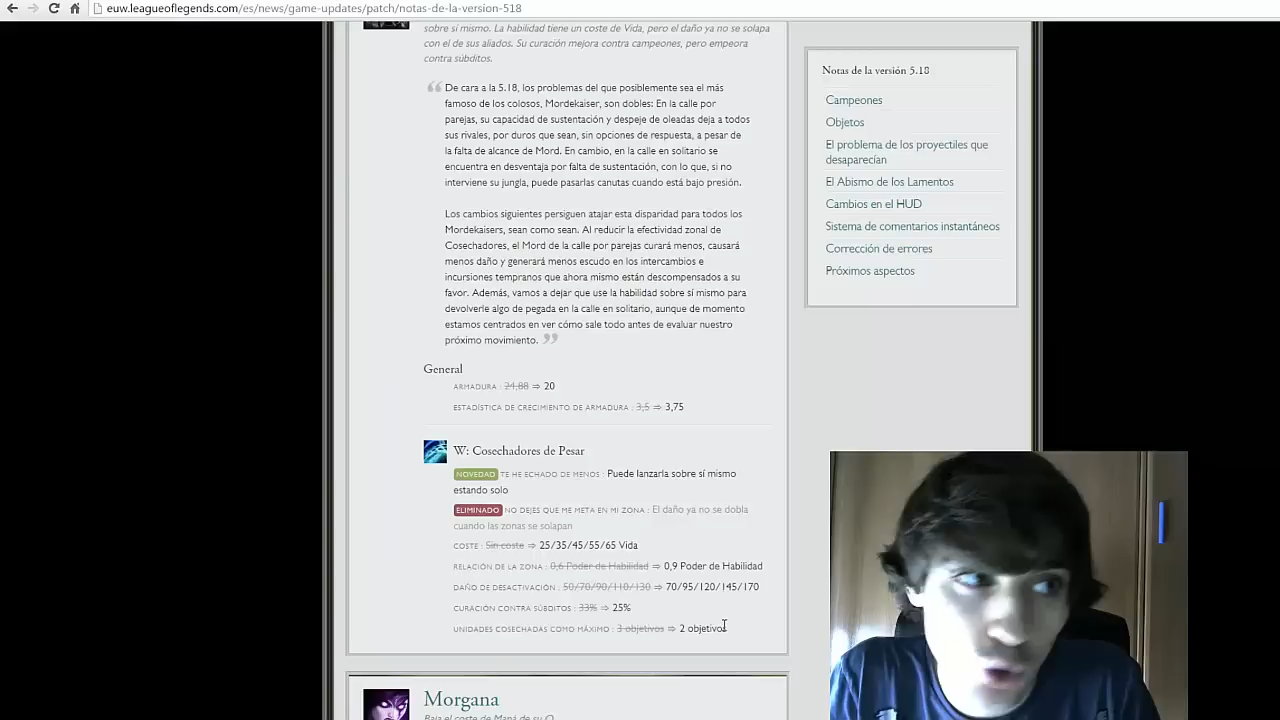 euw.leagueoflegends.com/es/news/game-updates/patch/notas-de-la-version-518
sobre sí mismo. La habilidad tiene un coste de Vida, pero el daño ya no se solapa
con el de sus aliados. Su curación mejora contra campeones, pero empeora
contra súbditos.
De cara a la 5.18, los problemas del que posiblemente sea el más
famoso de los colosos, Mordekaiser, son dobles: En la calle por
parejas, su capacidad de sustentación y despeje de oleadas deja a todos
sus rivales, por duros que sean, sin opciones de respuesta, a pesar de
la falta de alcance de Mord. En cambio, en la calle en solitario se
encuentra en desventaja por falta de sustentación, con lo que, si no
interviene su jungla, puede pasarlas canutas cuando está bajo presión.
Los cambios siguientes persiguen atajar esta disparidad para todos los
Mordekaisers, sean como sean. Al reducir la efectividad zonal de
Cosechadores, el Mord de la calle por parejas curará menos, causará
menos daño y generará menos escudo en los intercambios e
incursiones tempranos que ahora mismo están descompensados a su
favor. Además, vamos a dejar que use la habilidad sobre sí mismo para
devolverle algo de pegada en la calle en solitario, aunque de momento
estamos centrados en ver cómo sale todo antes de evaluar nuestro
próximo movimiento.
General
ARMADURA : 24,88 ⇒ 20
ESTADÍSTICA DE CRECIMIENTO DE ARMADURA : 3,5 ⇒ 3,75
W: Cosechadores de Pesar
NOVEDAD TE HE ECHADO DE MENOS : Puede lanzarla sobre sí mismo
estando solo
ELIMINADO NO DEJES QUE ME META EN MI ZONA : El daño ya no se dobla
cuando las zonas se solapan
COSTE : Sin coste ⇒ 25/35/45/55/65 Vida
RELACIÓN DE LA ZONA : 0,6 Poder de Habilidad ⇒ 0,9 Poder de Habilidad
DAÑO DE DESACTIVACIÓN : 50/70/90/110/130 ⇒ 70/95/120/145/170
CURACIÓN CONTRA SÚBDITOS : 33% ⇒ 25%
UNIDADES COSECHADAS COMO MÁXIMO : 3 objetivos ⇒ 2 objetivos
Morgana
Baja el coste de Maná de su Q.
Notas de la versión 5.18
Campeones
Objetos
El problema de los proyectiles que
desaparecían
El Abismo de los Lamentos
Cambios en el HUD
Sistema de comentarios instantáneos
Corrección de errores
Próximos aspectos